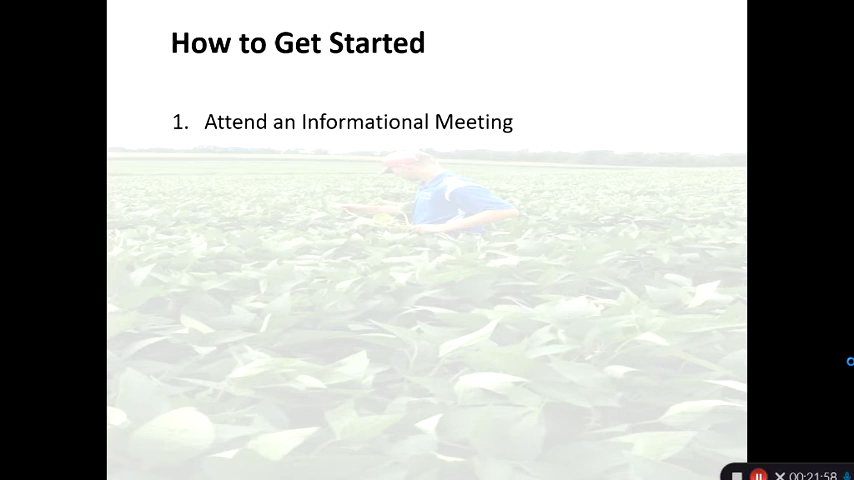 How to Get Started
1. Attend an Informational Meeting
00:21:58